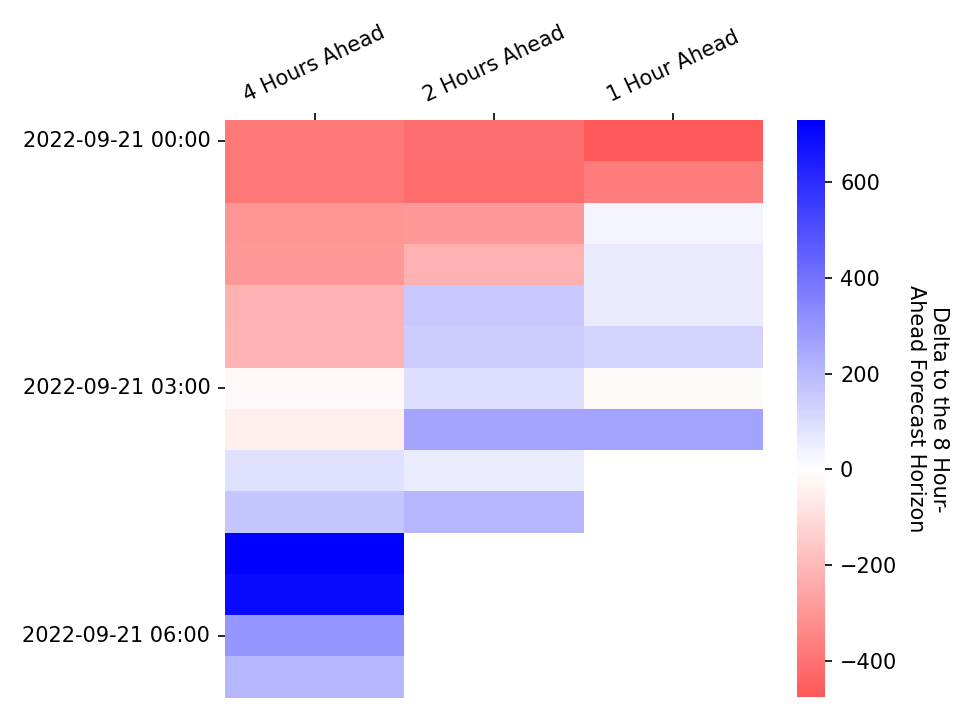 4 Hours Ahead
2 Hours Ahead
1 Hour Ahead
2022-09-21 00:00
2022-09-21 03:00
2022-09-21 06:00
600
400
200
0
−200
−400
Delta to the 8 Hour-
Ahead Forecast Horizon